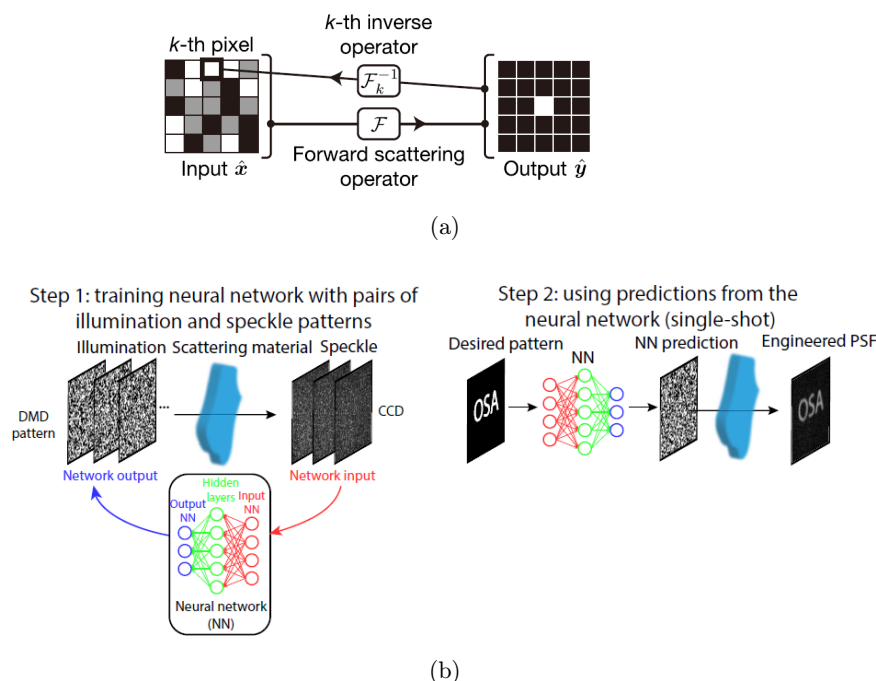 k-th inverse
operator
k-th pixel
𝓕ₖ⁻¹
𝓕
Input x̂
Forward scattering
operator
Output ŷ
(a)
Step 1: training neural network with pairs of
illumination and speckle patterns
Illumination Scattering material Speckle
DMD
pattern
...
CCD
Network output
Network input
Hidden
layers
Output
NN
Input
NN
Neural network
(NN)
Step 2: using predictions from the
neural network (single-shot)
Desired pattern
NN
NN prediction
Engineered PSF
OSA
OSA
(b)